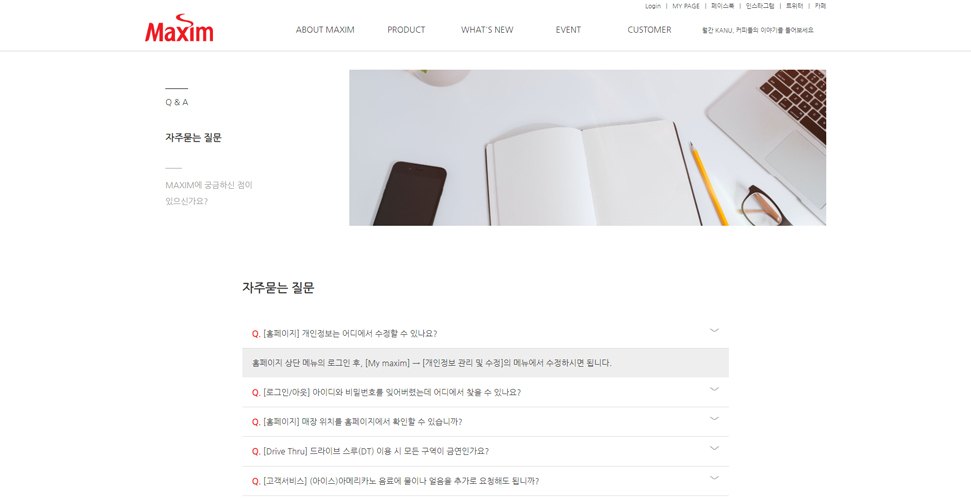 Login | MY PAGE | 페이스북 | 인스타그램 | 트위터 | 카페
Maxim
ABOUT MAXIM PRODUCT WHAT'S NEW EVENT CUSTOMER 월간 KANU, 커피들의 이야기를 들어보세요
Q & A
자주묻는 질문
MAXIM에 궁금하신 점이
있으신가요?
자주묻는 질문
Q. [홈페이지] 개인정보는 어디에서 수정할 수 있나요?
홈페이지 상단 메뉴의 로그인 후, [My maxim] → [개인정보 관리 및 수정]의 메뉴에서 수정하시면 됩니다.
Q. [로그인/아웃] 아이디와 비밀번호를 잊어버렸는데 어디에서 찾을 수 있나요?
Q. [홈페이지] 매장 위치를 홈페이지에서 확인할 수 있습니까?
Q. [Drive Thru] 드라이브 스루(DT) 이용 시 모든 구역이 금연인가요?
Q. [고객서비스] (아이스)아메리카노 음료에 물이나 얼음을 추가로 요청해도 됩니까?